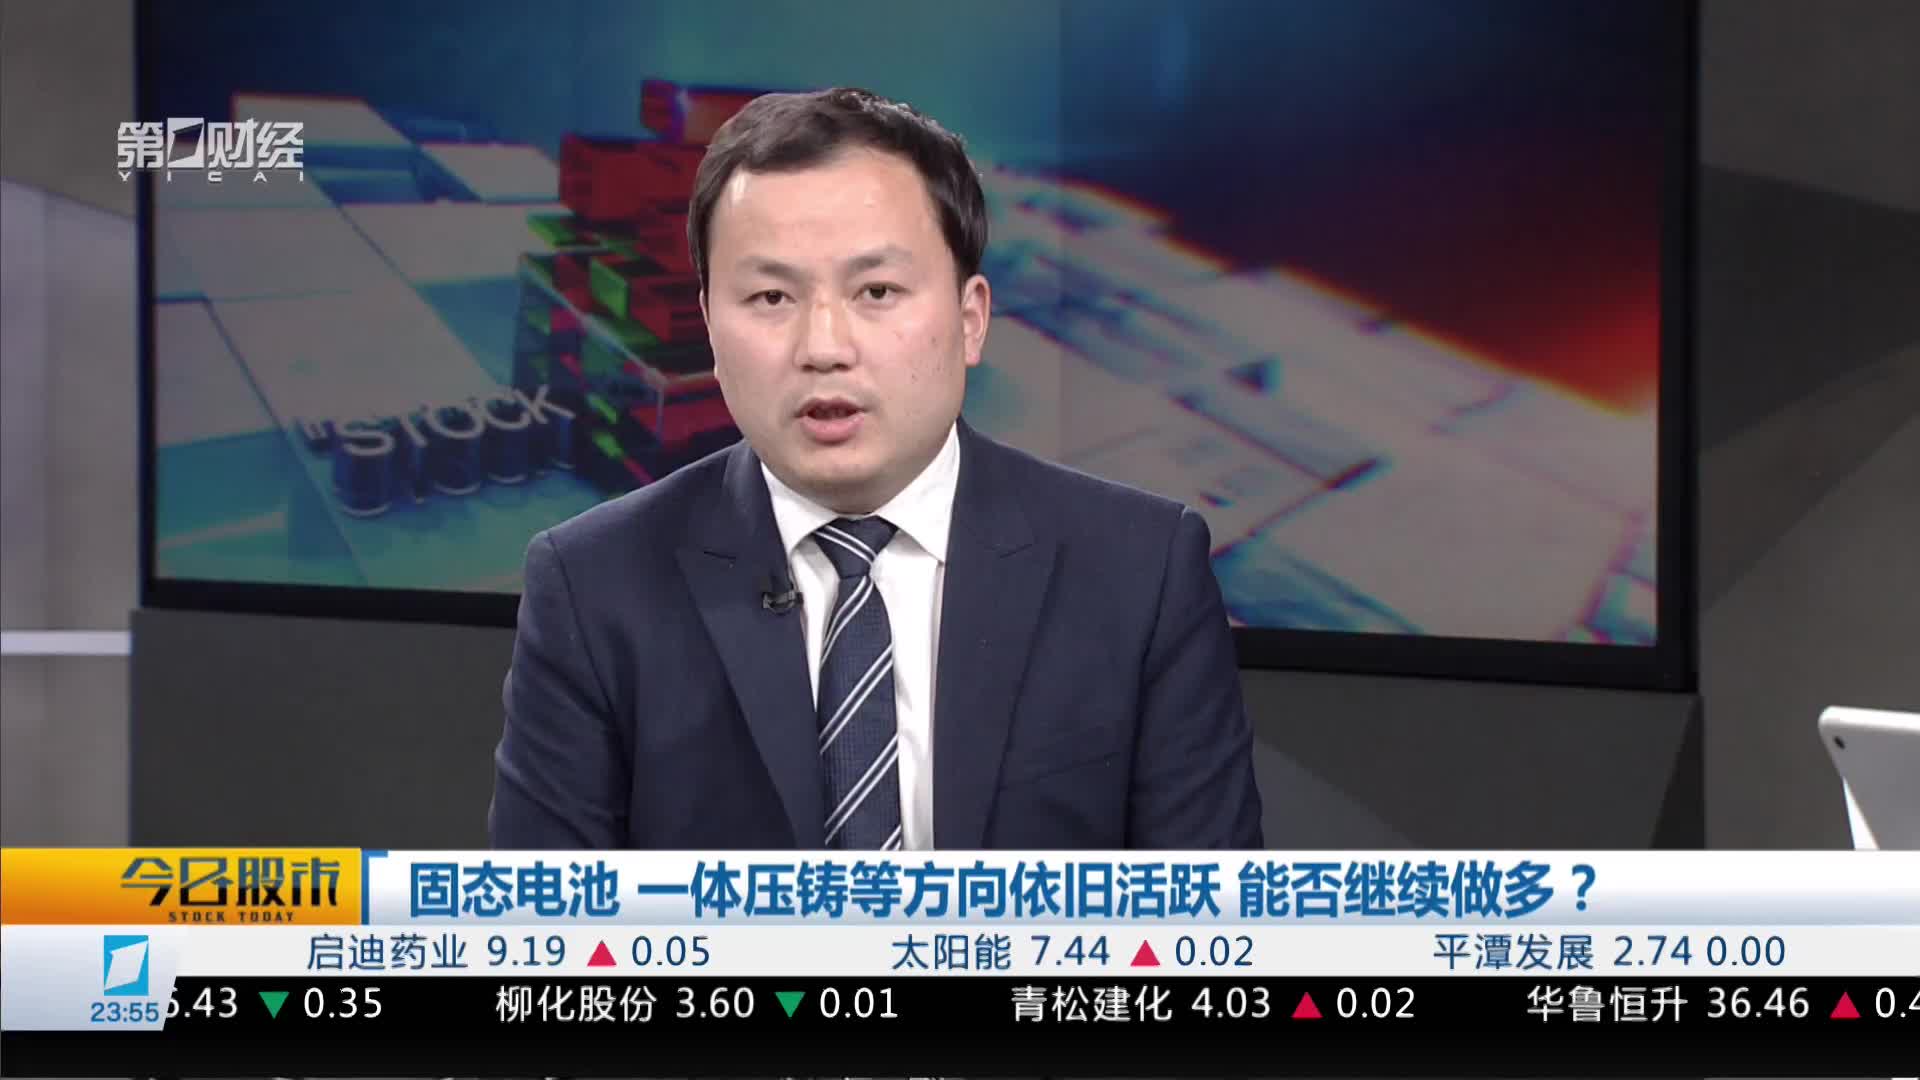 第一财经
YICAI
STOCK
今日股市
STOCK TODAY
固态电池 一体压铸等方向依旧活跃 能否继续做多？
启迪药业 9.19 ▲ 0.05 太阳能 7.44 ▲ 0.02 平潭发展 2.74 0.00
23:55
6.43 ▼ 0.35 柳化股份 3.60 ▼ 0.01 青松建化 4.03 ▲ 0.02 华鲁恒升 36.46 ▲ 0.4